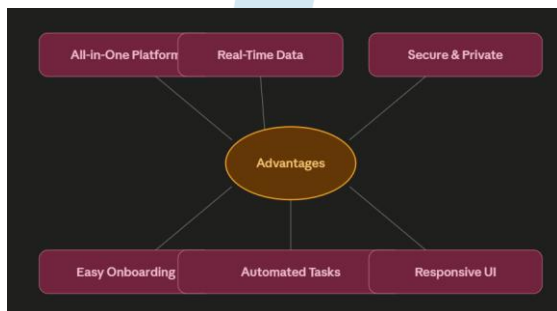 All-in-One Platform
Real-Time Data
Secure & Private
Advantages
Easy Onboarding
Automated Tasks
Responsive UI